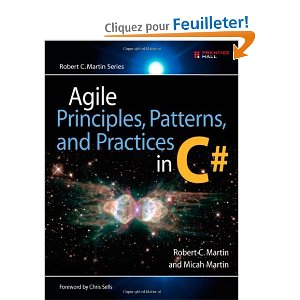 Cliquez pour Feuilleter!
Robert C. Martin Series
PRENTICE
HALL
Agile
Principles, Patterns,
and Practices
in C#
Robert C. Martin
and Micah Martin
Foreword by Chris Sells